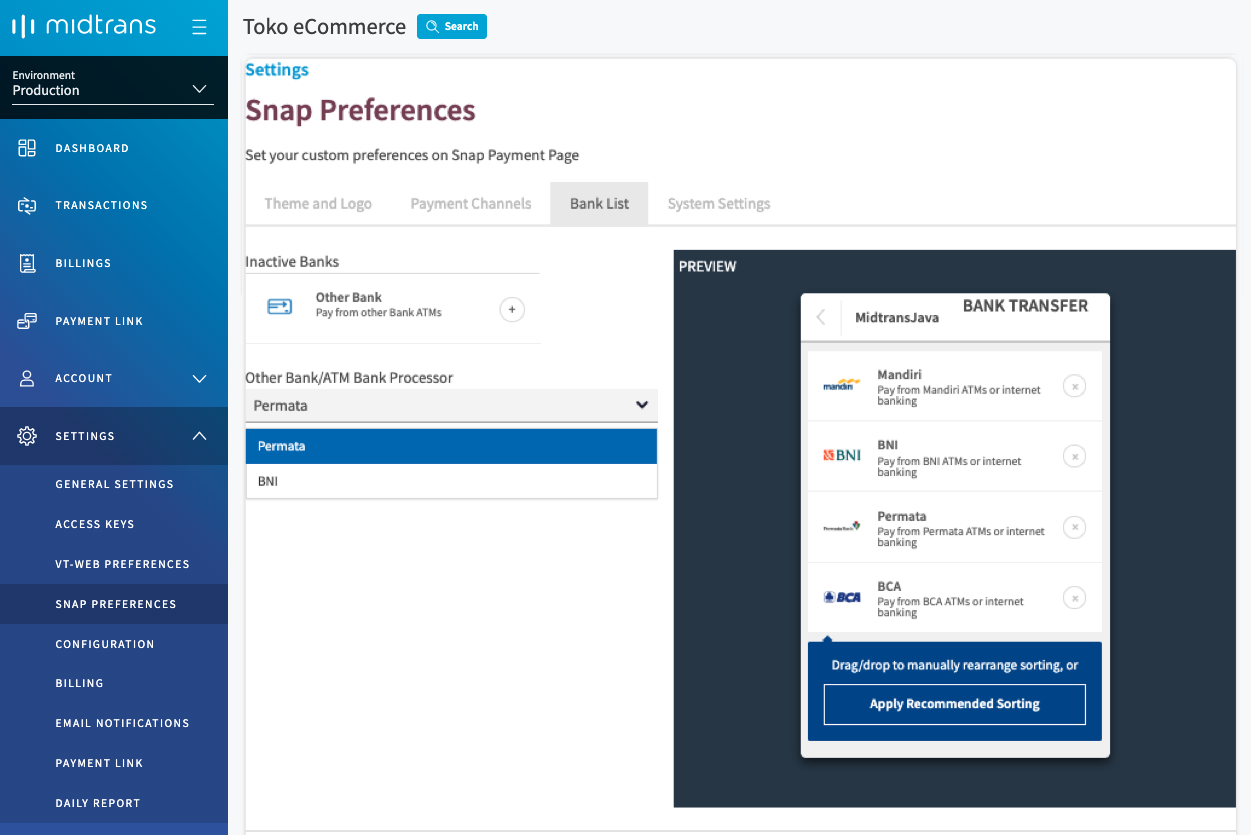 midtrans
Environment
Production
DASHBOARD
TRANSACTIONS
BILLINGS
PAYMENT LINK
ACCOUNT
SETTINGS
GENERAL SETTINGS
ACCESS KEYS
VT-WEB PREFERENCES
SNAP PREFERENCES
CONFIGURATION
BILLING
EMAIL NOTIFICATIONS
PAYMENT LINK
DAILY REPORT
Toko eCommerce
Search
Settings
Snap Preferences
Set your custom preferences on Snap Payment Page
Theme and Logo
Payment Channels
Bank List
System Settings
Inactive Banks
Other Bank
Pay from other Bank ATMs
Other Bank/ATM Bank Processor
Permata
Permata
BNI
PREVIEW
MidtransJava
BANK TRANSFER
mandiri
Mandiri
Pay from Mandiri ATMs or internet
banking
BNI
BNI
Pay from BNI ATMs or internet
banking
PermataBank
Permata
Pay from Permata ATMs or internet
banking
BCA
BCA
Pay from BCA ATMs or internet
banking
Drag/drop to manually rearrange sorting, or
Apply Recommended Sorting